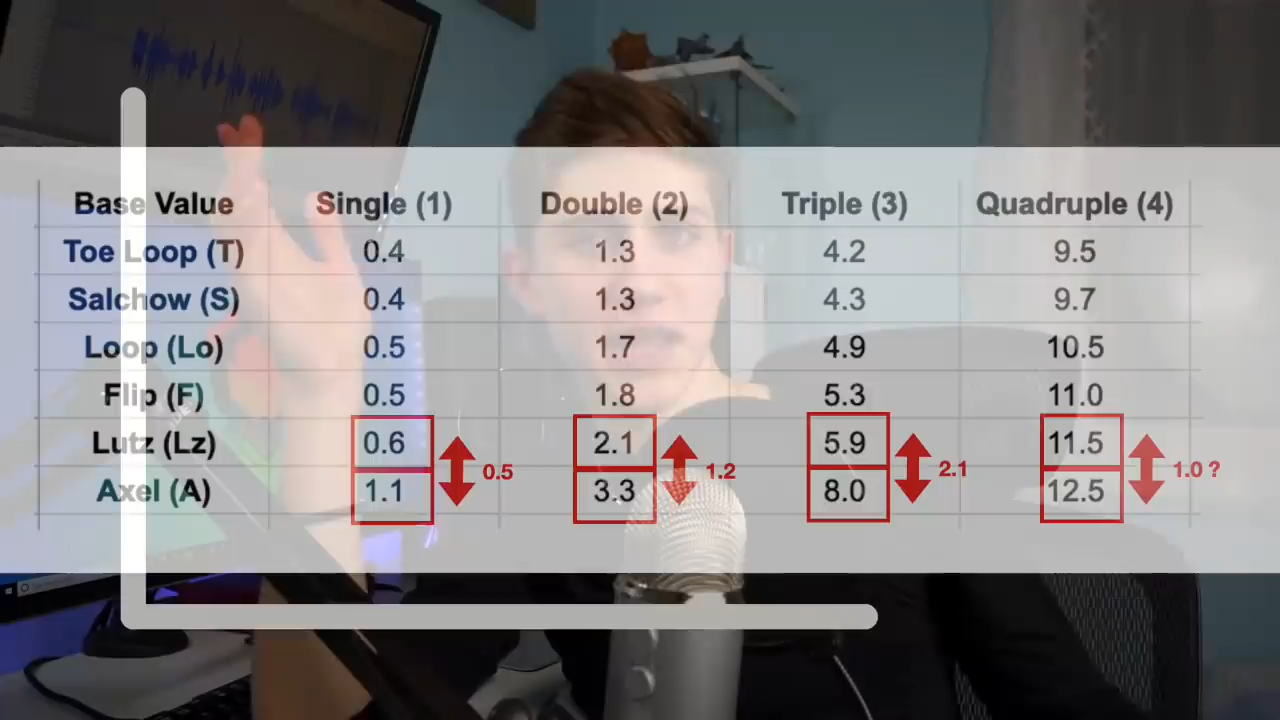 Base Value Single (1) Double (2) Triple (3) Quadruple (4)
Toe Loop (T) 0.4 1.3 4.2 9.5
Salchow (S) 0.4 1.3 4.3 9.7
Loop (Lo) 0.5 1.7 4.9 10.5
Flip (F) 0.5 1.8 5.3 11.0
Lutz (Lz) 0.6 2.1 5.9 11.5
0.5 1.2 2.1 1.0 ?
Axel (A) 1.1 3.3 8.0 12.5